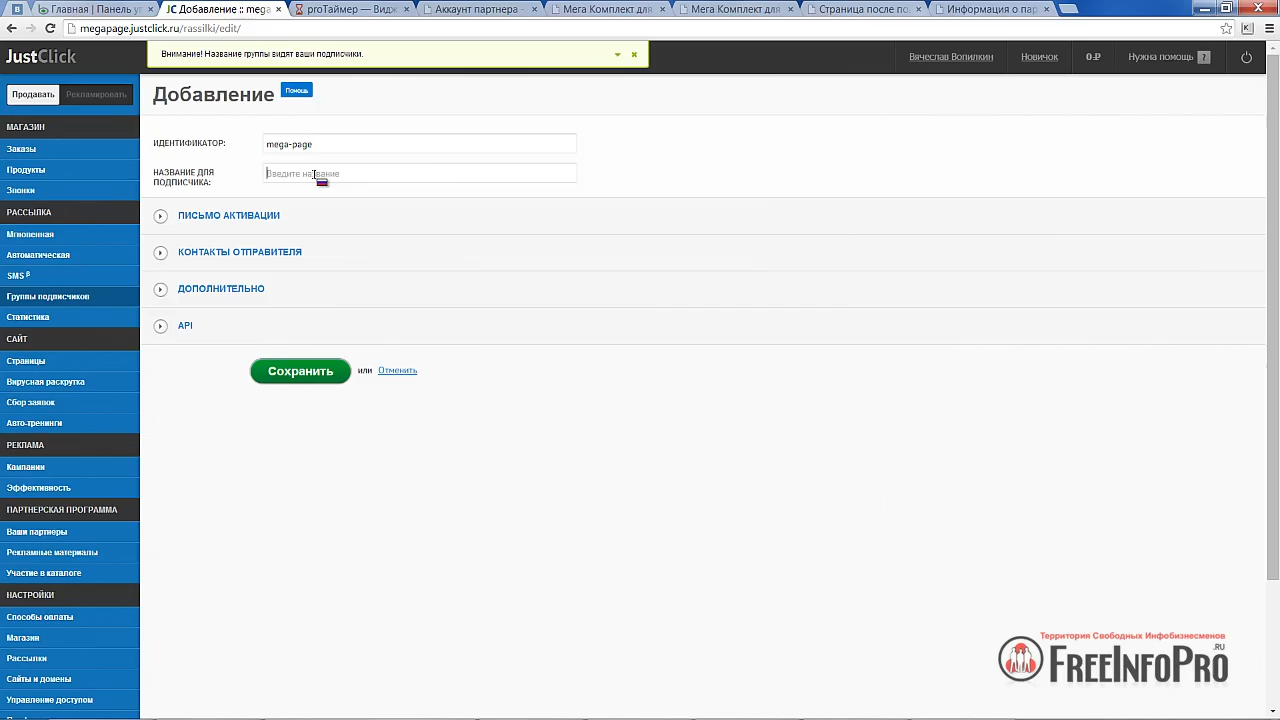 Главная | Панель у
Добавление :: mega
proТаймер — Видж
Аккаунт партнера
Мега Комплект для
Мега Комплект для
Страница после по
Информация о пар
megapage.justclick.ru/rassilki/edit/
JustClick
Внимание! Название группы видят ваши подписчики.
Вячеслав Вопилкин
Новичок
0 ₽
Нужна помощь ?
Продавать
Рекламировать
Добавление
Помощь
МАГАЗИН
Заказы
Продукты
Звонки
РАССЫЛКА
Мгновенная
Автоматическая
SMS β
Группы подписчиков
Статистика
САЙТ
Страницы
Вирусная раскрутка
Сбор заявок
Авто-тренинги
РЕКЛАМА
Кампании
Эффективность
ПАРТНЕРСКАЯ ПРОГРАММА
Ваши партнеры
Рекламные материалы
Участие в каталоге
НАСТРОЙКИ
Способы оплаты
Магазин
Рассылки
Сайты и домены
Управление доступом
ИДЕНТИФИКАТОР:
mega-page
НАЗВАНИЕ ДЛЯ
ПОДПИСЧИКА:
Введите название
ПИСЬМО АКТИВАЦИИ
КОНТАКТЫ ОТПРАВИТЕЛЯ
ДОПОЛНИТЕЛЬНО
API
Сохранить
или
Отменить
Территория Свободных Инфобизнесменов
FREEINFOPRO
.RU